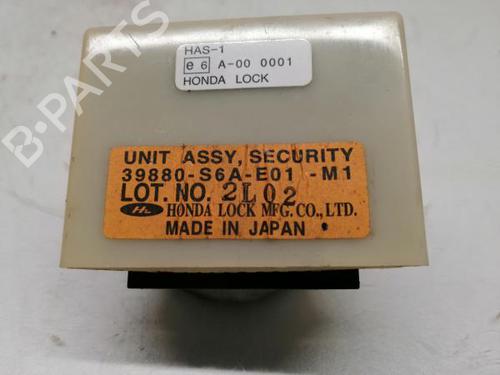 HAS-1
e 6 A-00 0001
HONDA LOCK
UNIT ASSY, SECURITY
39880-S6A-E01 -M1
LOT. NO. 2L02
HL HONDA LOCK MFG. CO., LTD.
MADE IN JAPAN
B-PARTS